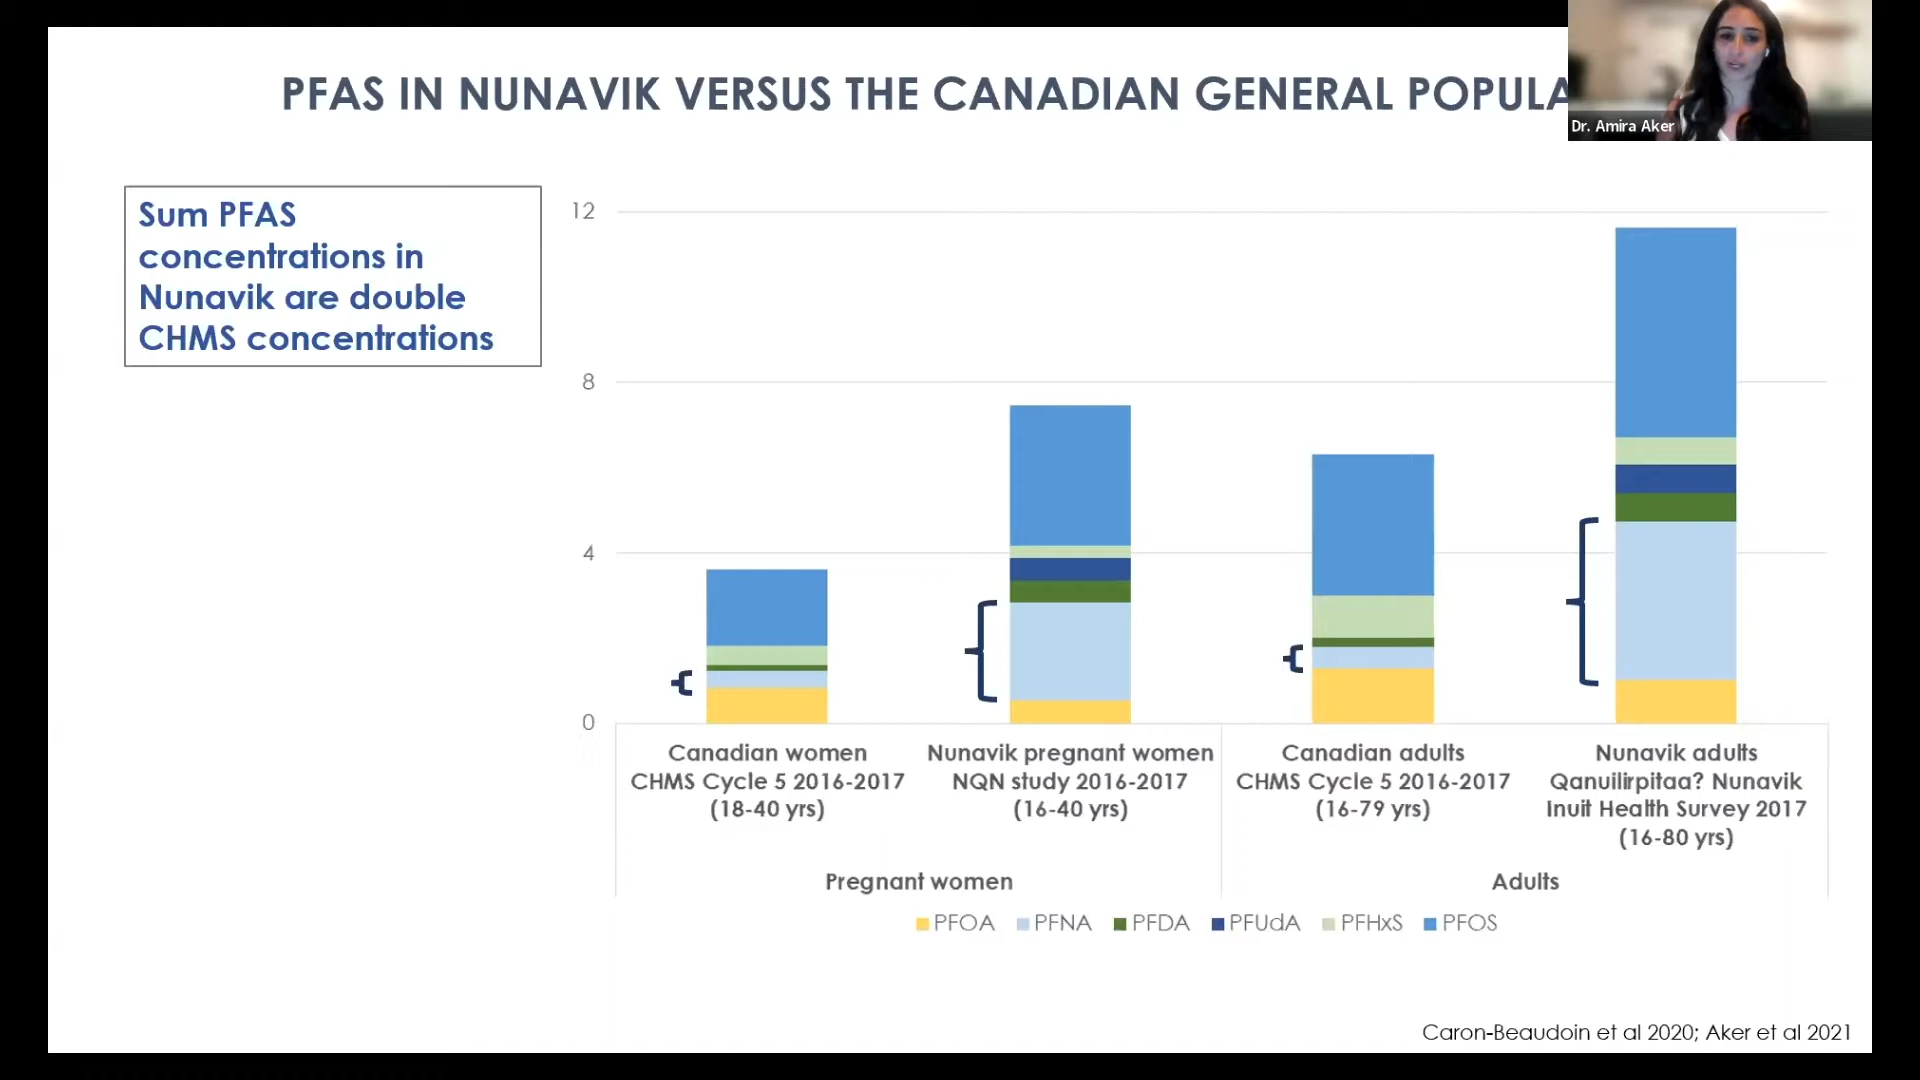 PFAS IN NUNAVIK VERSUS THE CANADIAN GENERAL POPULA
Dr. Amira Aker
Sum PFAS
concentrations in
Nunavik are double
CHMS concentrations
12
8
4
0
Canadian women
CHMS Cycle 5 2016-2017
(18-40 yrs)
Nunavik pregnant women
NQN study 2016-2017
(16-40 yrs)
Canadian adults
CHMS Cycle 5 2016-2017
(16-79 yrs)
Nunavik adults
Qanuilirpitaa? Nunavik
Inuit Health Survey 2017
(16-80 yrs)
Pregnant women
Adults
PFOA PFNA PFDA PFUdA PFHxS PFOS
Caron-Beaudoin et al 2020; Aker et al 2021